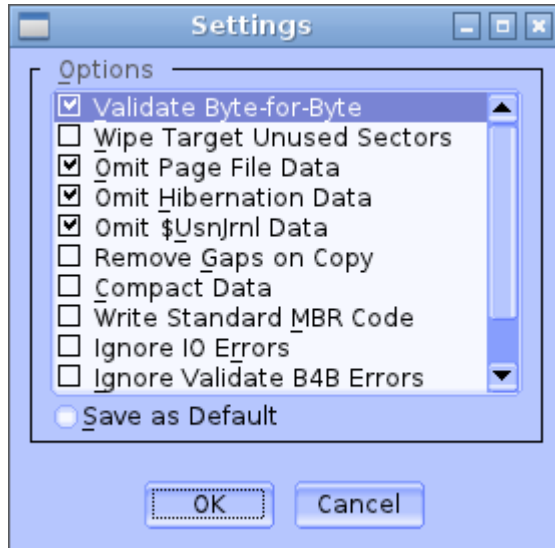 Settings
Options
Validate Byte-for-Byte
Wipe Target Unused Sectors
Omit Page File Data
Omit Hibernation Data
Omit $UsnJrnl Data
Remove Gaps on Copy
Compact Data
Write Standard MBR Code
Ignore IO Errors
Ignore Validate B4B Errors
Save as Default
OK Cancel